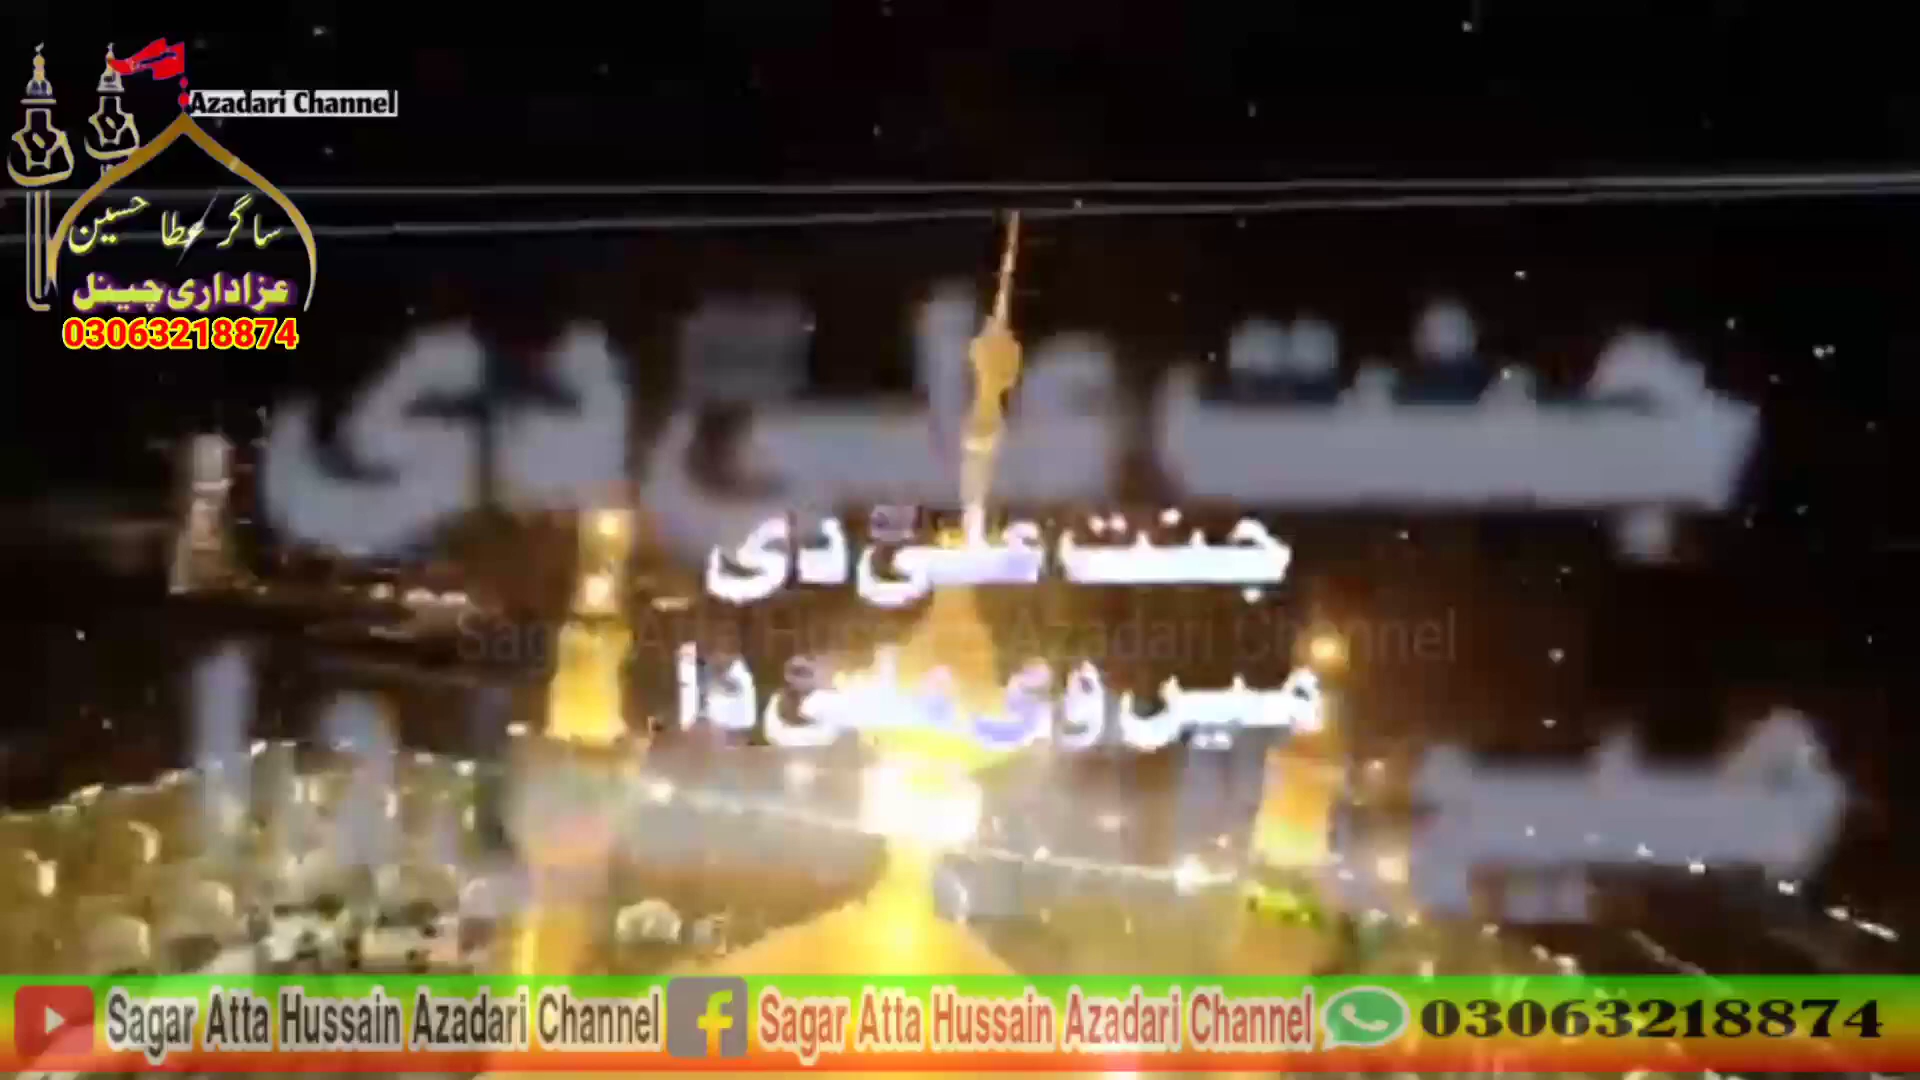 Azadari Channel
ساگر عطا حسین
عزاداری چینل
03063218874
جنت علیؑ دی
جنت علیؑ دی
Sagar Atta Hussain Azadari Channel
میں وی علیؑ دا
Sagar Atta Hussain Azadari Channel Sagar Atta Hussain Azadari Channel 03063218874